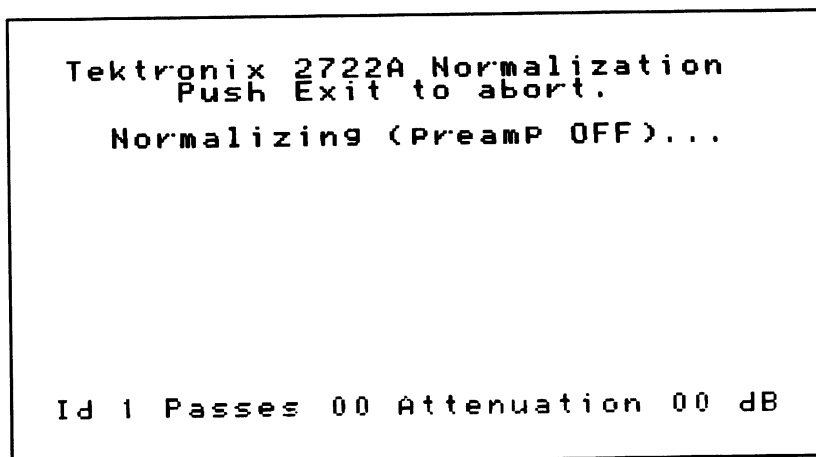 Tektronix 2722A Normalization
Push Exit to abort.
Normalizing (Preamp OFF)...
Id 1 Passes 00 Attenuation 00 dB